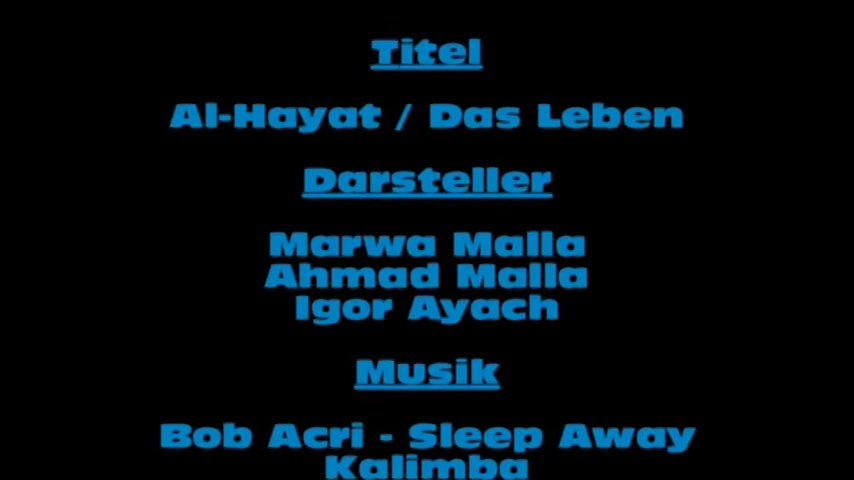 Titel
Al-Hayat / Das Leben
Darsteller
Marwa Malla
Ahmad Malla
Igor Ayach
Musik
Bob Acri - Sleep Away
Kalimba